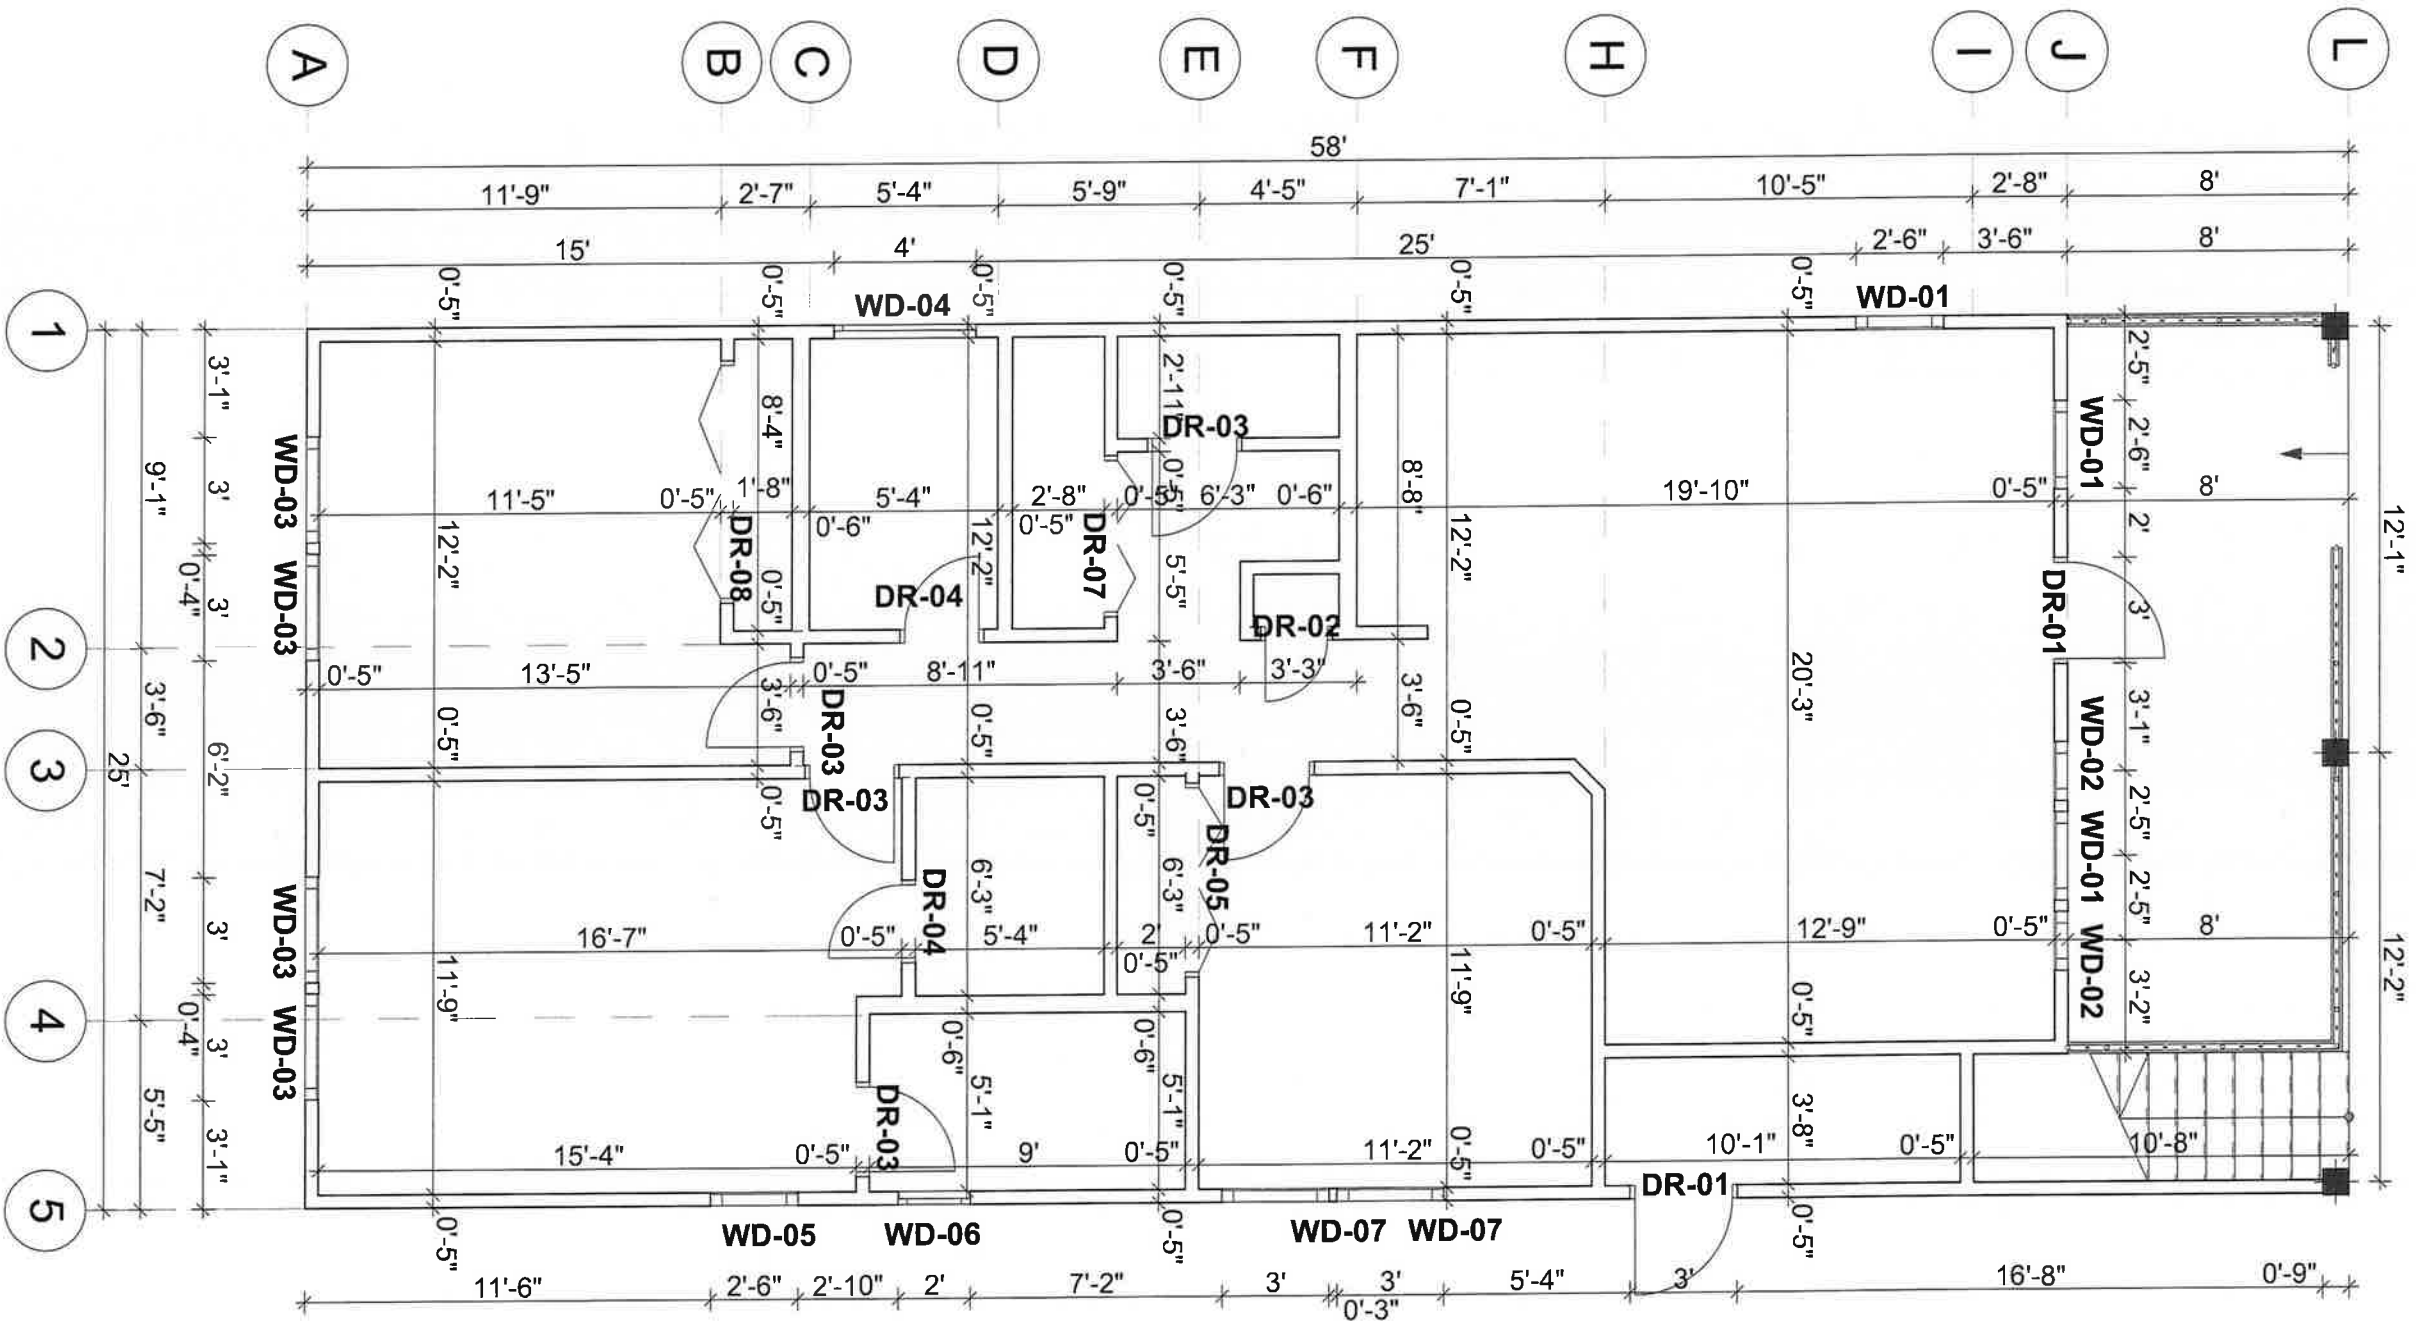 A B C D E F H I J L
58'
11'-9" 2'-7" 5'-4" 5'-9" 4'-5" 7'-1" 10'-5" 2'-8" 8'
15' 4' 25' 2'-6" 3'-6" 8'
0'-5" 0'-5" 0'-5" 0'-5" 0'-5" 0'-5"
WD-04 WD-01
1
2
3
4
5
3'-1"
3'
0'-4"
3'
6'-2"
3'
0'-4"
3'
3'-1"
9'-1"
3'-6"
7'-2"
5'-5"
25'
WD-03
WD-03
WD-03
WD-03
8'-4" 2'-11" 2'-5"
DR-03
WD-01
2'-6"
12'-1"
0'-5" 8'-8"
11'-5" 0'-5" 1'-8" 5'-4" 2'-8" 0'-5" 6'-3" 0'-6" 19'-10" 0'-5" 8'
0'-6" 0'-5"
2'
12'-2" DR-08 0'-5" 12'-2" DR-07 5'-5" 12'-2"
DR-04
DR-02
DR-01
3'
0'-5" 13'-5" 0'-5" 8'-11" 3'-6" 3'-3"
20'-3"
3'-6" DR-03 3'-6" 3'-6"
0'-5" 0'-5" 0'-5"
3'-1"
WD-02
0'-5" DR-03 0'-5" DR-03
DR-05
2'-5"
WD-01
6'-3" 6'-3"
DR-04
2'-5"
16'-7" 0'-5" 5'-4" 2' 0'-5" 11'-2" 0'-5" 12'-9" 0'-5" 8'
0'-5"
WD-02
12'-2"
11'-9" 11'-9"
0'-5" 3'-2"
0'-6" 0'-6"
5'-1" 5'-1"
DR-03
3'-8"
15'-4" 0'-5" 9' 0'-5" 11'-2" 0'-5" 10'-1" 0'-5" 10'-8"
0'-5"
DR-01
0'-5" 0'-5" 0'-5"
WD-05 WD-06 WD-07 WD-07
11'-6" 2'-6" 2'-10" 2' 7'-2" 3' 3' 5'-4" 3' 16'-8" 0'-9"
0'-3"